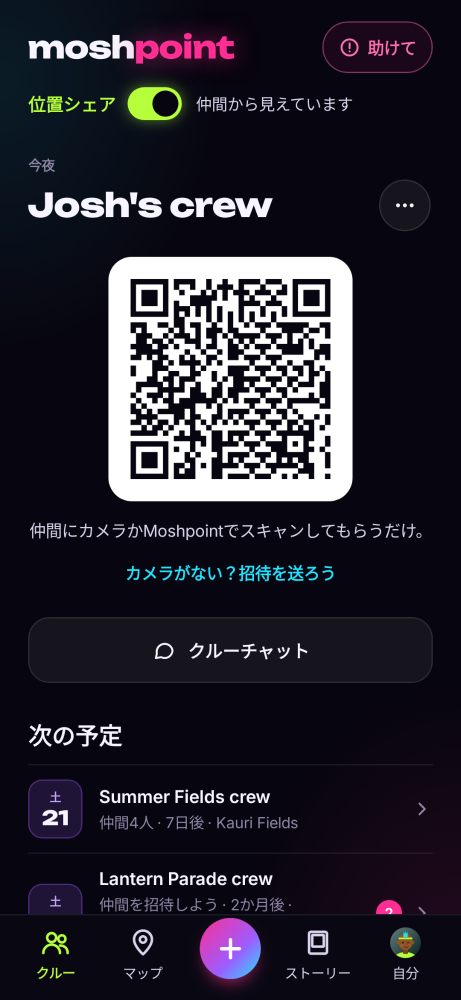 moshpoint
助けて
位置シェア
仲間から見えています
今夜
Josh's crew
仲間にカメラかMoshpointでスキャンしてもらうだけ。
カメラがない？招待を送ろう
クルーチャット
次の予定
土
21
Summer Fields crew
仲間4人 · 7日後 · Kauri Fields
土
Lantern Parade crew
仲間を招待しよう · 2か月後 ·
クルー
マップ
ストーリー
自分